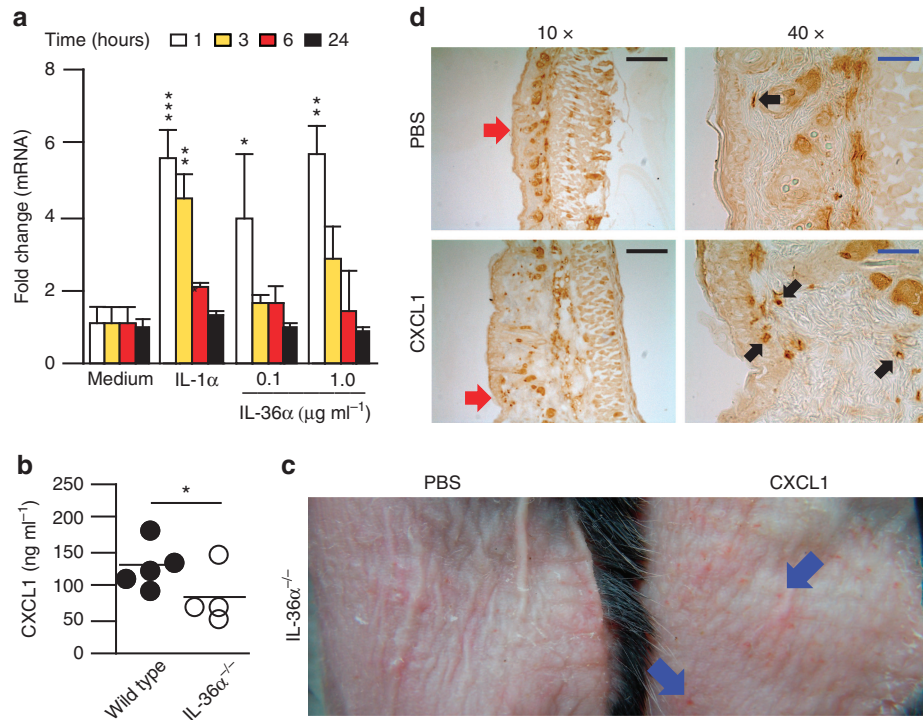 a
Time (hours) 1 3 6 24
8
6
4
2
0
Fold change (mRNA)
***
**
*
**
Medium IL-1α 0.1 1.0
IL-36α (μg ml⁻¹)
b
250
200
150
100
50
0
CXCL1 (ng ml⁻¹)
*
Wild type
IL-36α⁻/⁻
d
10 × 40 ×
PBS
CXCL1
c
PBS CXCL1
IL-36α⁻/⁻